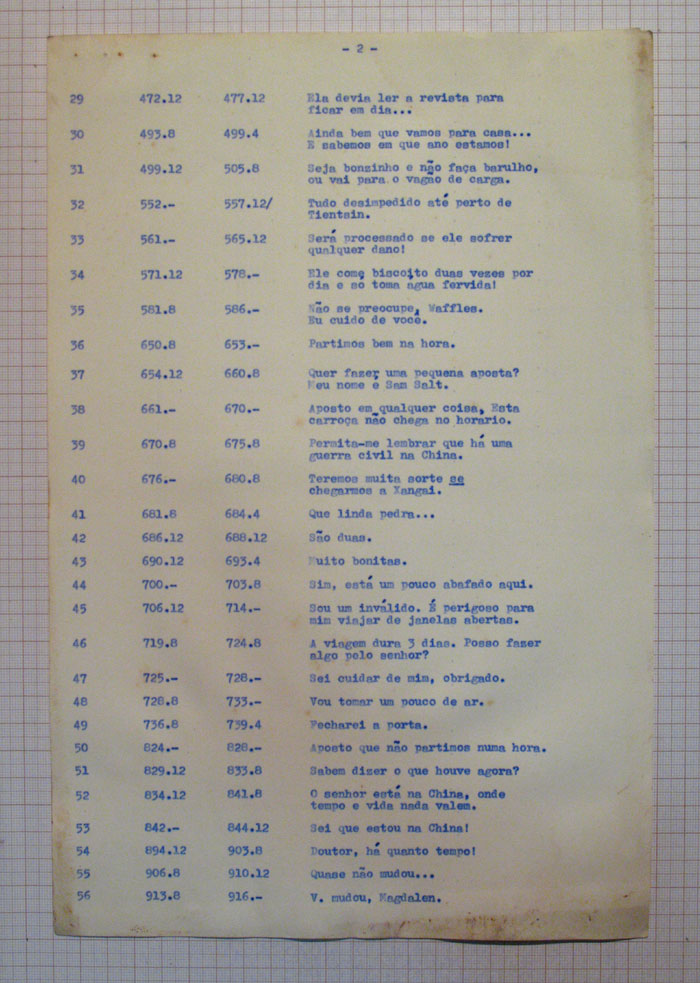 - 2 -
29 472.12 477.12 Ela devia ler a revista para
ficar em dia...
30 493.8 499.4 Ainda bem que vamos para casa...
E sabemos em que ano estamos!
31 499.12 505.8 Seja bonzinho e não faça barulho,
ou vai para o vagão de carga.
32 552.- 557.12/ Tudo desimpedido até perto de
Tientsin.
33 561.- 565.12 Será processado se ele sofrer
qualquer dano!
34 571.12 578.- Ele come biscoito duas vezes por
dia e só toma água fervida!
35 581.8 586.- Não se preocupe, Waffles.
Eu cuido de você.
36 650.8 653.- Partimos bem na hora.
37 654.12 660.8 Quer fazer uma pequena aposta?
Meu nome é Sam Salt.
38 661.- 670.- Aposto em qualquer coisa, Esta
carroça não chega no horario.
39 670.8 675.8 Permita-me lembrar que há uma
guerra civil na China.
40 676.- 680.8 Teremos muita sorte se
chegarmos a Xangai.
41 681.8 684.4 Que linda pedra...
42 686.12 688.12 São duas.
43 690.12 693.4 Muito bonitas.
44 700.- 703.8 Sim, está um pouco abafado aqui.
45 706.12 714.- Sou um inválido. É perigoso para
mim viajar de janelas abertas.
46 719.8 724.8 A viagem dura 3 dias. Posso fazer
algo pelo senhor?
47 725.- 728.- Sei cuidar de mim, obrigado.
48 728.8 733.- Vou tomar um pouco de ar.
49 736.8 739.4 Fecharei a porta.
50 824.- 828.- Aposto que não partimos numa hora.
51 829.12 833.8 Sabem dizer o que houve agora?
52 834.12 841.8 O senhor está na China, onde
tempo e vida nada valem.
53 842.- 844.12 Sei que estou na China!
54 894.12 903.8 Doutor, há quanto tempo!
55 906.8 910.12 Quase não mudou...
56 913.8 916.- V. mudou, Magdalen.